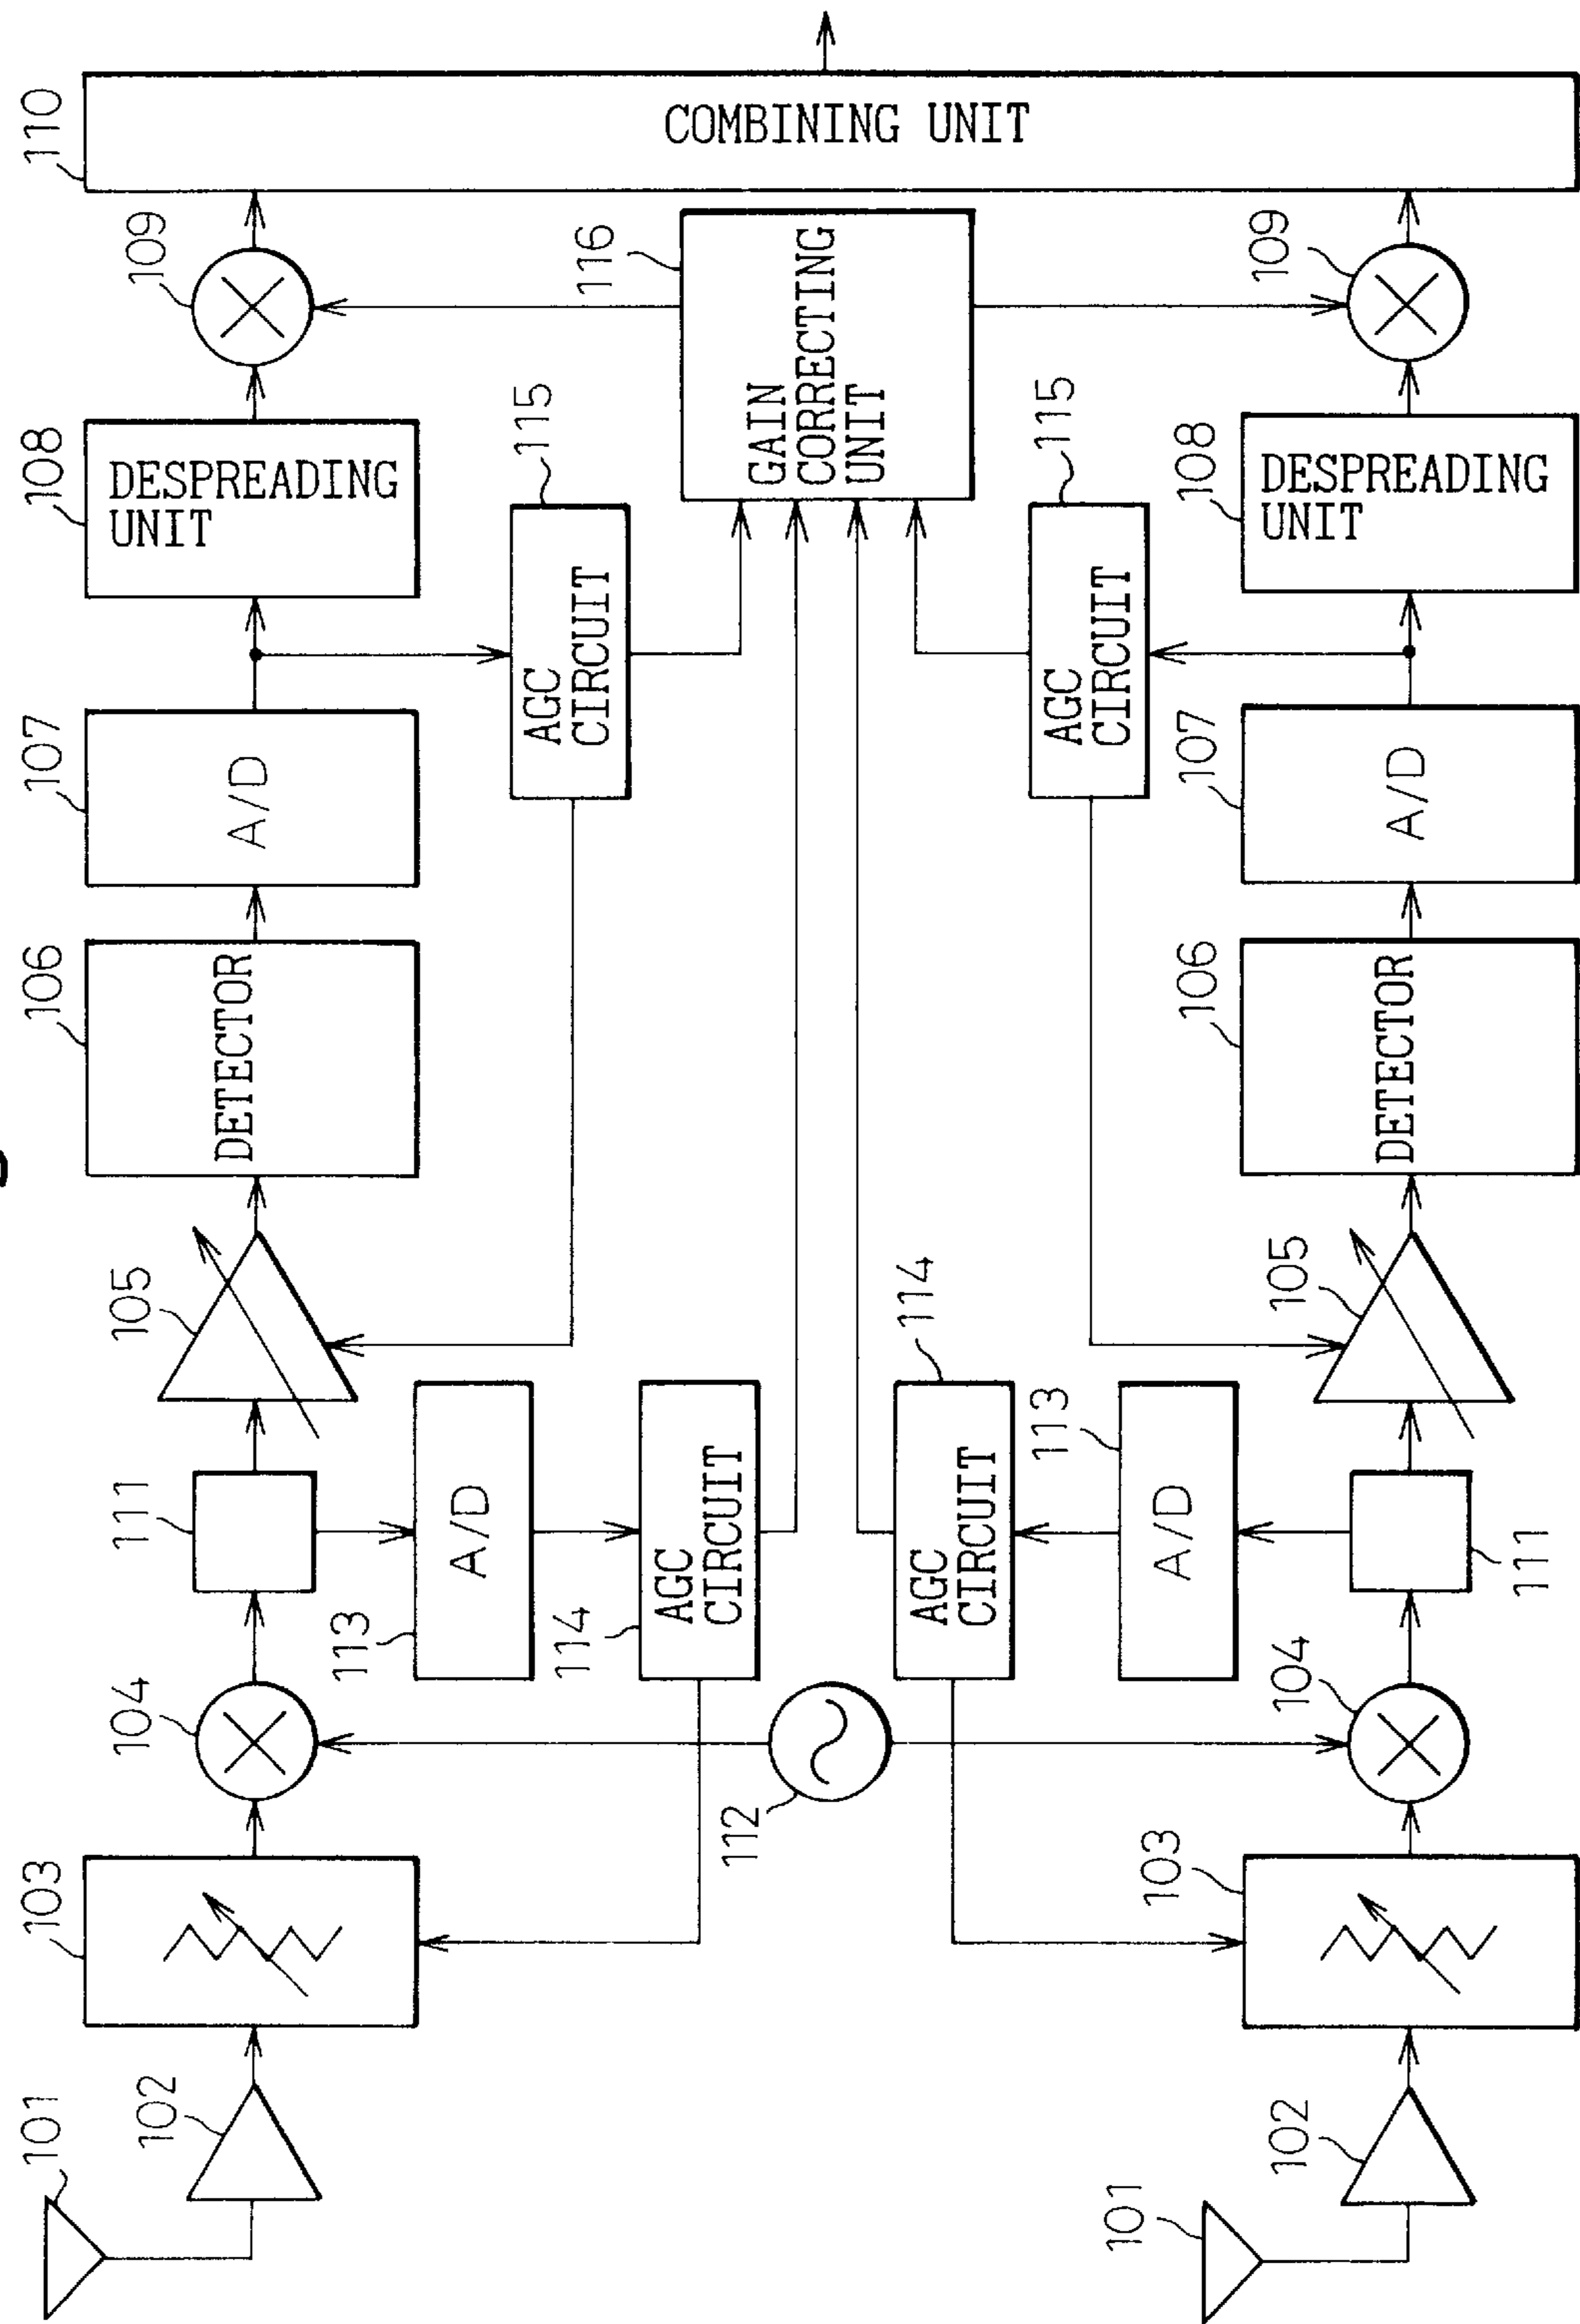 101
102
103
104
111
105
106
DETECTOR
107
A/D
108
DESPREADING
UNIT
109
110
COMBINING UNIT
113
A/D
114
AGC
CIRCUIT
115
AGC
CIRCUIT
112
116
GAIN
CORRECTING
UNIT
114
AGC
CIRCUIT
113
A/D
115
AGC
CIRCUIT
101
102
103
104
111
105
106
DETECTOR
107
A/D
108
DESPREADING
UNIT
109